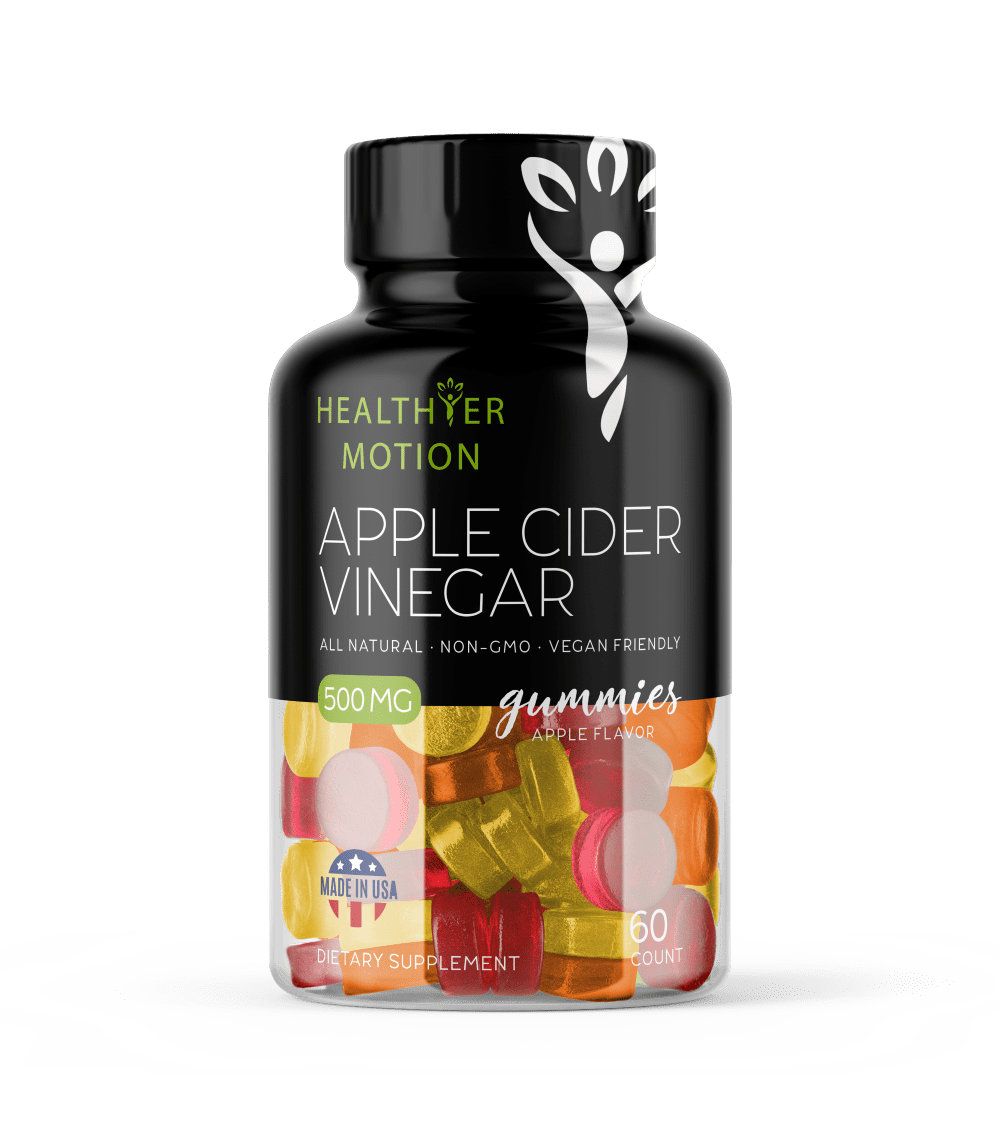 HEALTHIER
MOTION
APPLE CIDER
VINEGAR
ALL NATURAL · NON-GMO · VEGAN FRIENDLY
500 MG
gummies
APPLE FLAVOR
MADE IN USA
DIETARY SUPPLEMENT
60
COUNT